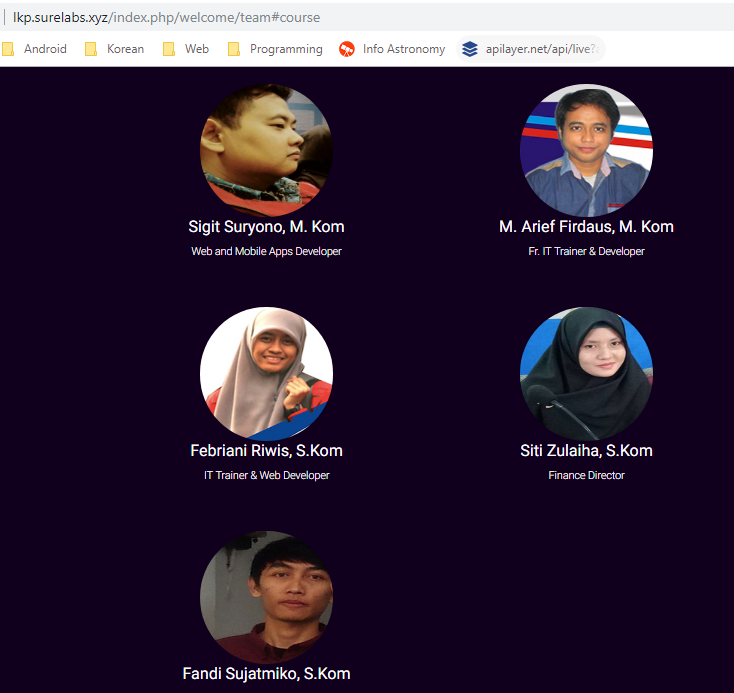 lkp.surelabs.xyz/index.php/welcome/team#course
Android Korean Web Programming Info Astronomy apilayer.net/api/live?
Sigit Suryono, M. Kom
Web and Mobile Apps Developer
M. Arief Firdaus, M. Kom
Fr. IT Trainer & Developer
Febriani Riwis, S.Kom
IT Trainer & Web Developer
Siti Zulaiha, S.Kom
Finance Director
Fandi Sujatmiko, S.Kom